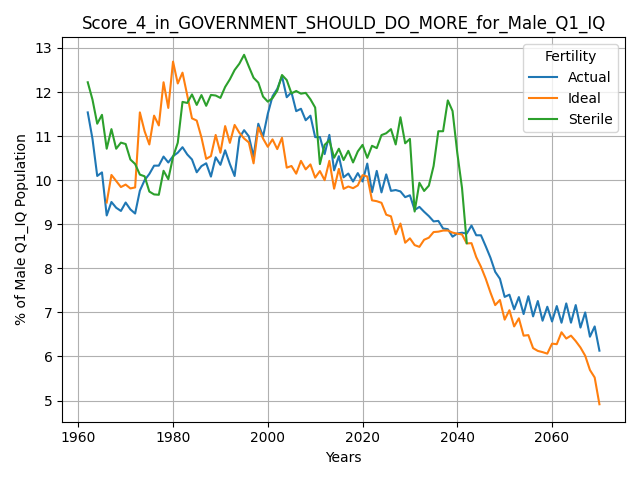 Score_4_in_GOVERNMENT_SHOULD_DO_MORE_for_Male_Q1_IQ
Fertility
Actual
Ideal
Sterile
13
12
11
10
9
8
7
6
5
% of Male Q1_IQ Population
1960
1980
2000
2020
2040
2060
Years